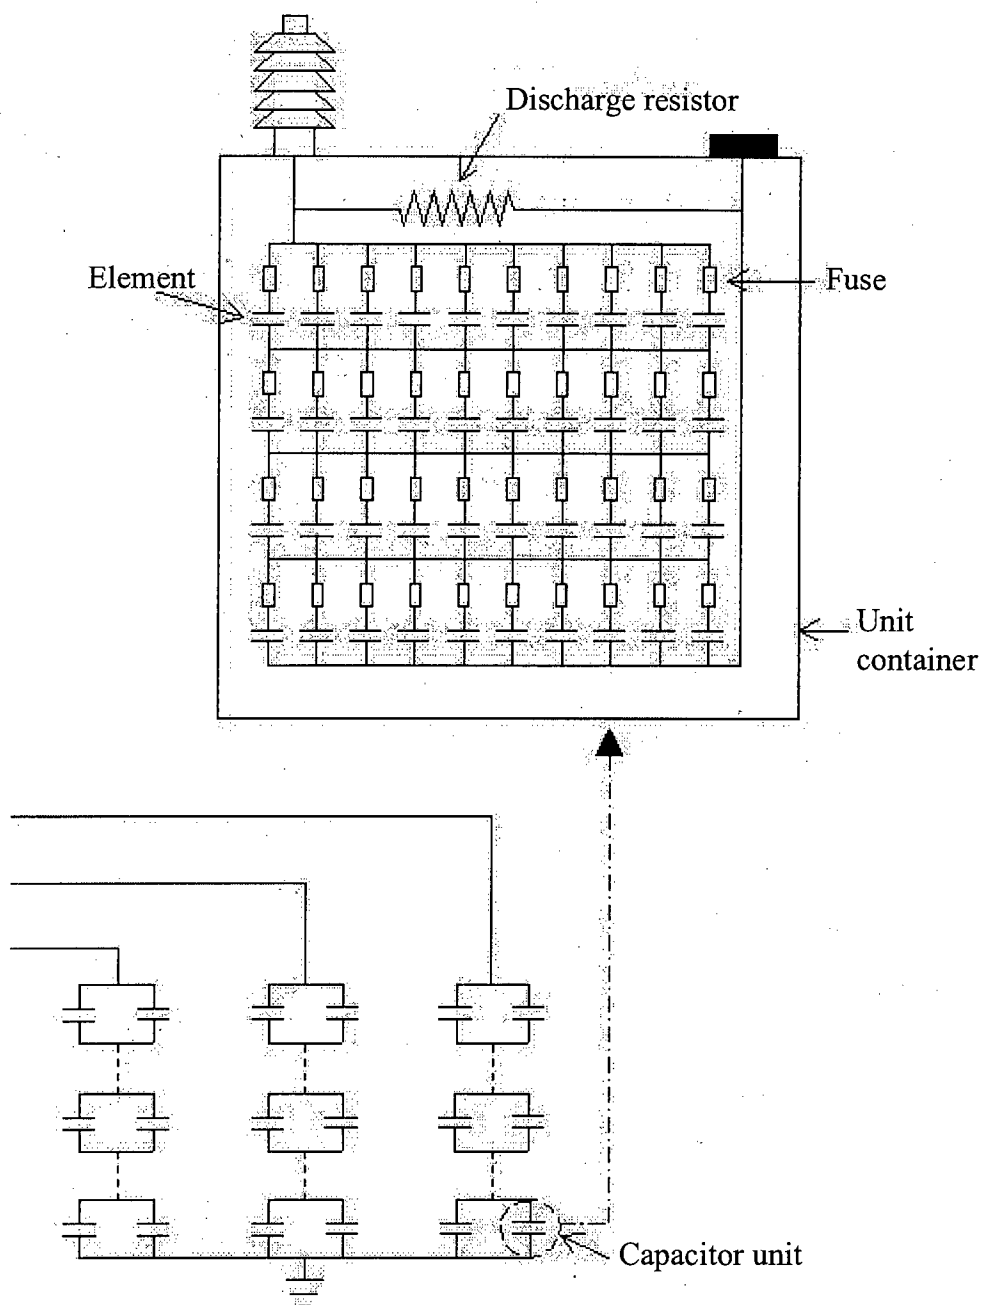 Discharge resistor
Element
Fuse
Unit
container
Capacitor unit